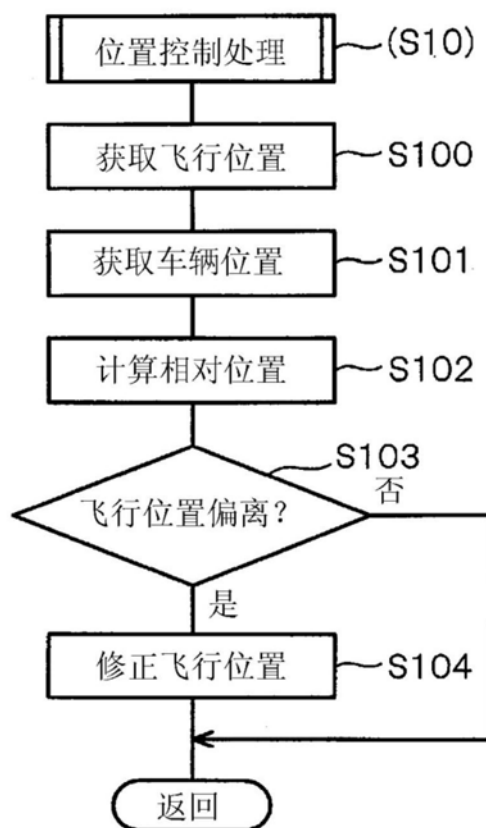 位置控制处理 (S10)
获取飞行位置 S100
获取车辆位置 S101
计算相对位置 S102
S103
飞行位置偏离? 否
是
修正飞行位置 S104
返回